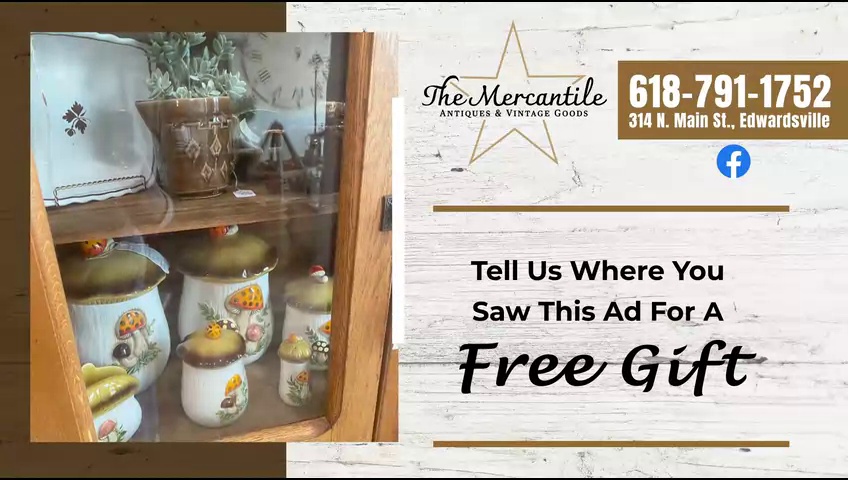 The Mercantile
Antiques & Vintage Goods
618-791-1752
314 N. Main St., Edwardsville
Tell Us Where You
Saw This Ad For A
Free Gift